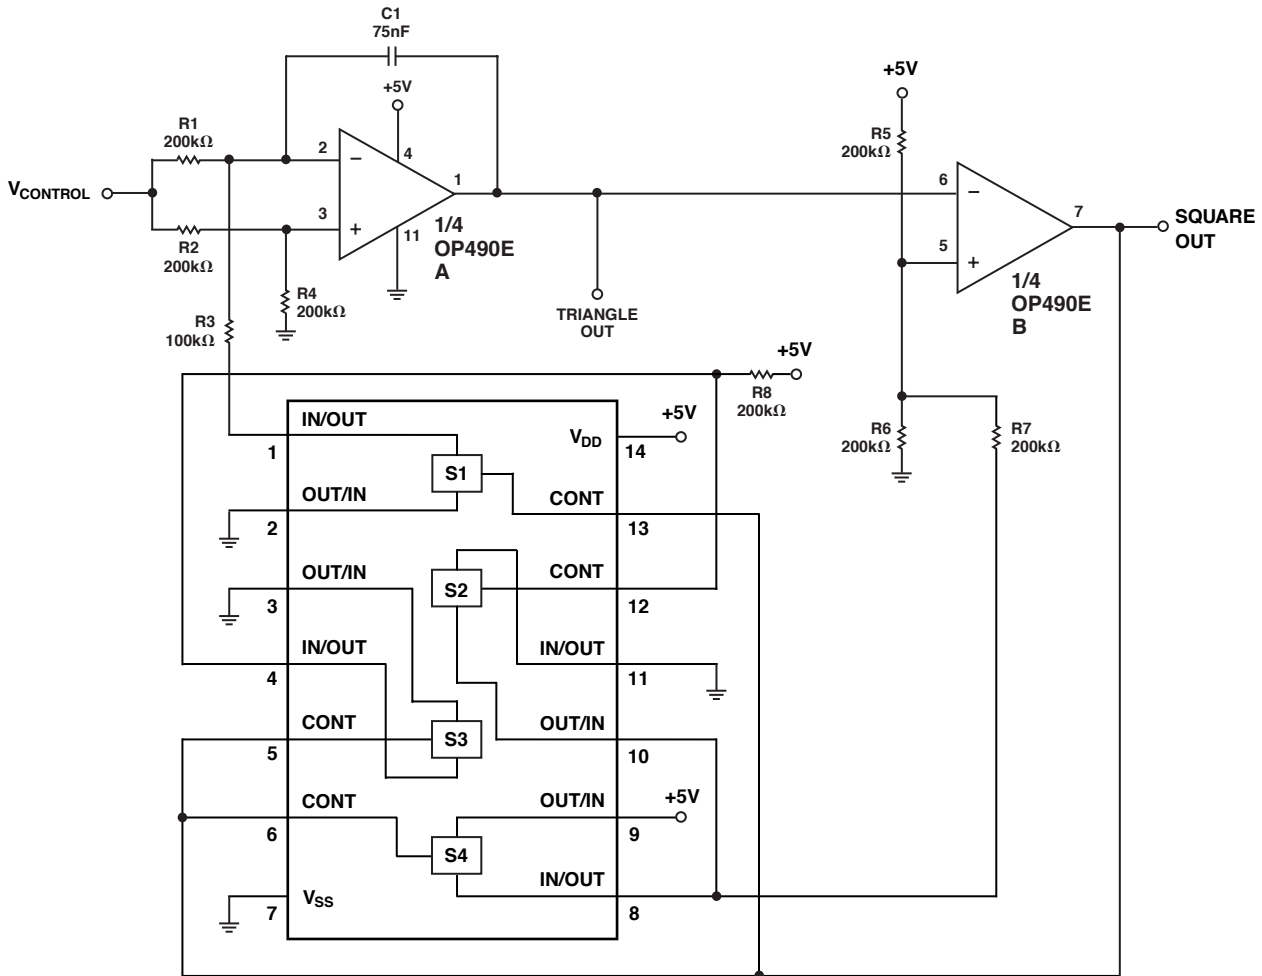 C1
75nF
+5V
R1
200kΩ
2
4
−
1
VCONTROL
3
+
11
R2
200kΩ
1/4
OP490E
A
R4
200kΩ
R3
100kΩ
TRIANGLE
OUT
+5V
R5
200kΩ
6
−
7
SQUARE
OUT
5
+
1/4
OP490E
B
+5V
R8
200kΩ
R6
200kΩ
R7
200kΩ
IN/OUT
1
VDD
+5V
14
S1
OUT/IN
2
CONT
13
OUT/IN
3
S2
CONT
12
IN/OUT
4
IN/OUT
11
CONT
5
S3
OUT/IN
10
CONT
6
OUT/IN
+5V
9
S4
IN/OUT
8
VSS
7